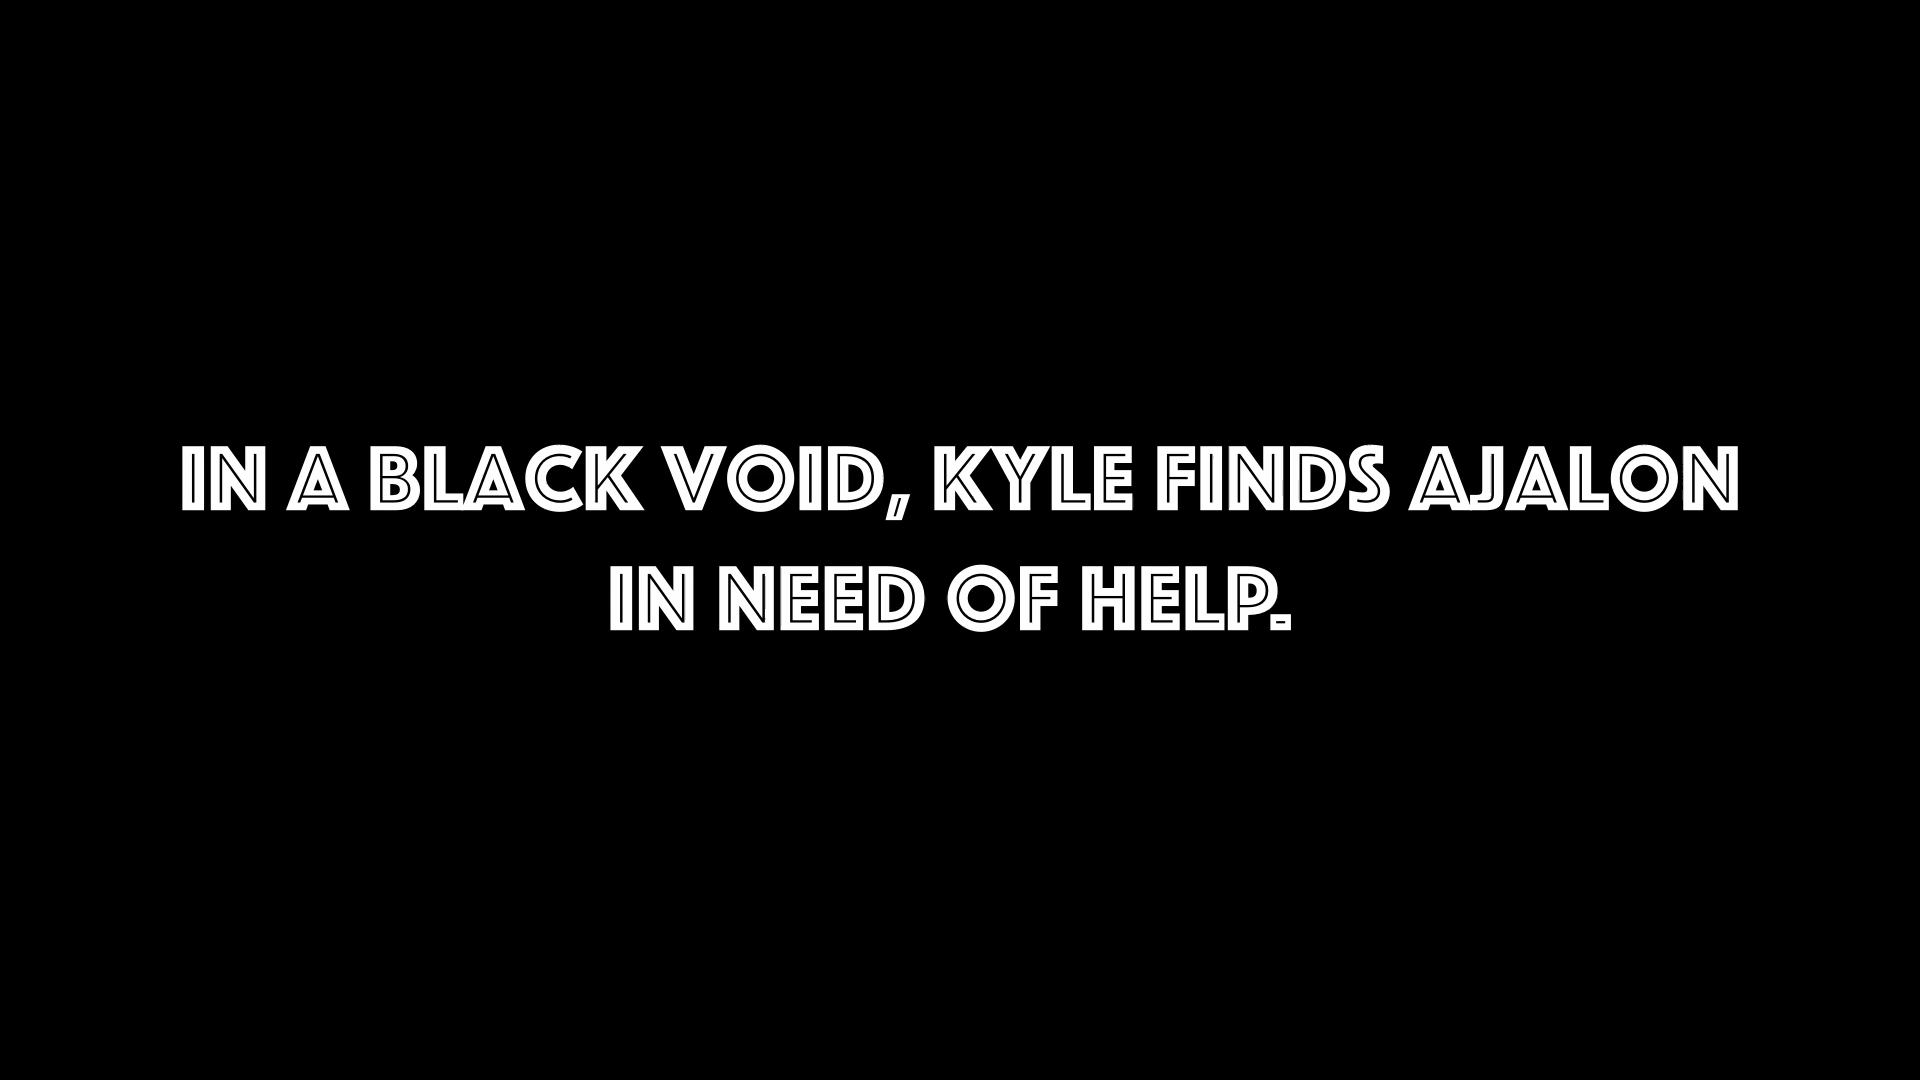 IN A BLACK VOID, KYLE FINDS AJALON
IN NEED OF HELP.